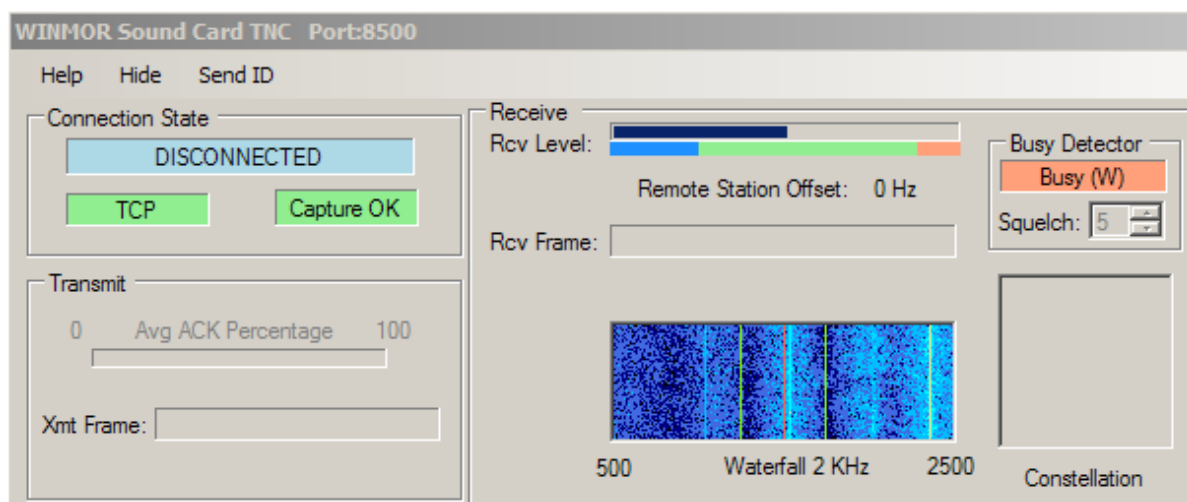 WINMOR Sound Card TNC Port:8500
Help Hide Send ID
Connection State
DISCONNECTED
TCP Capture OK
Transmit
0 Avg ACK Percentage 100
Xmt Frame:
Receive
Rcv Level:
Remote Station Offset: 0 Hz
Rcv Frame:
500 Waterfall 2 KHz 2500
Busy Detector
Busy (W)
Squelch: 5
Constellation